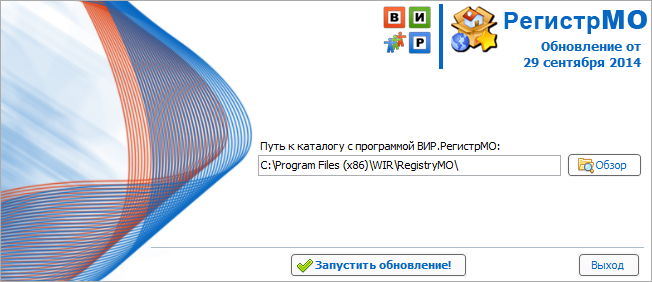 В И
Р
РегистрМО
Обновление от
29 сентября 2014
Путь к каталогу с программой ВИР.РегистрМО:
C:\Program Files (x86)\WIR\RegistryMO\
Обзор
Запустить обновление!
Выход